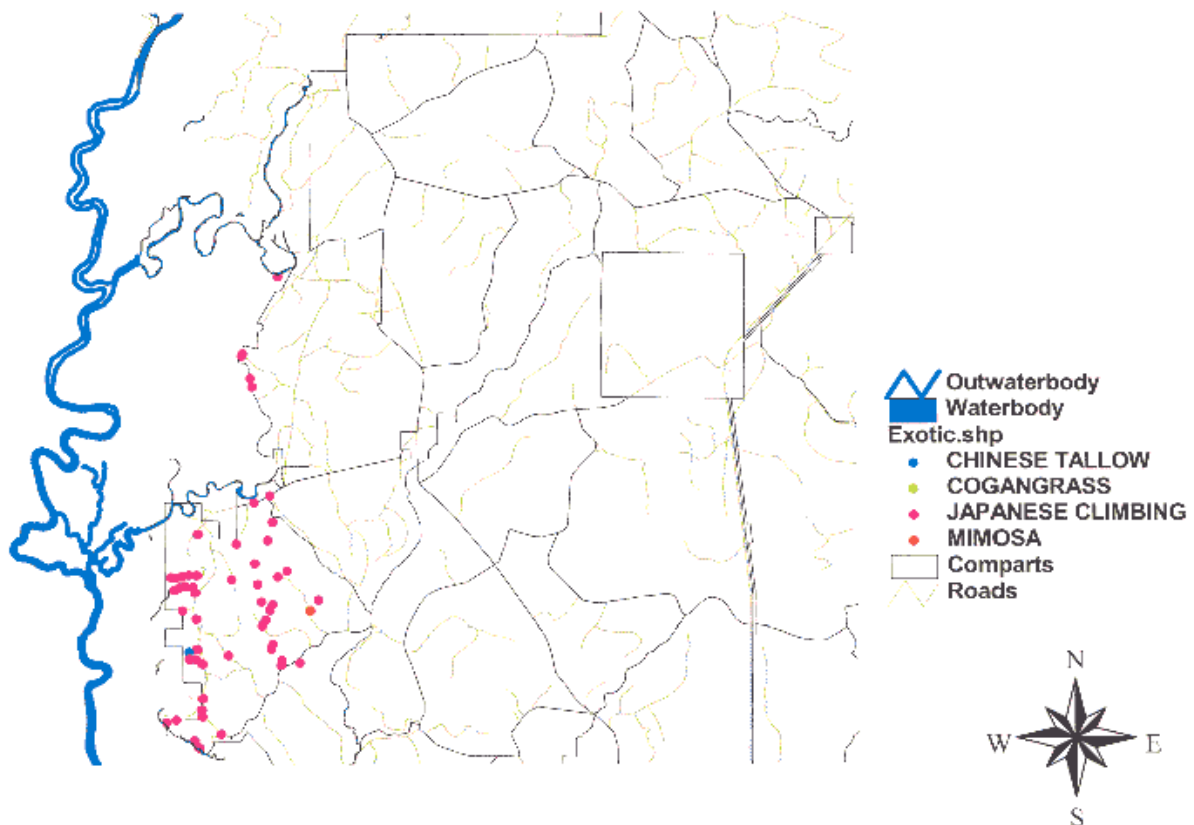 Outwaterbody
Waterbody
Exotic.shp
CHINESE TALLOW
COGANGRASS
JAPANESE CLIMBING
MIMOSA
Comparts
Roads
N
W E
S